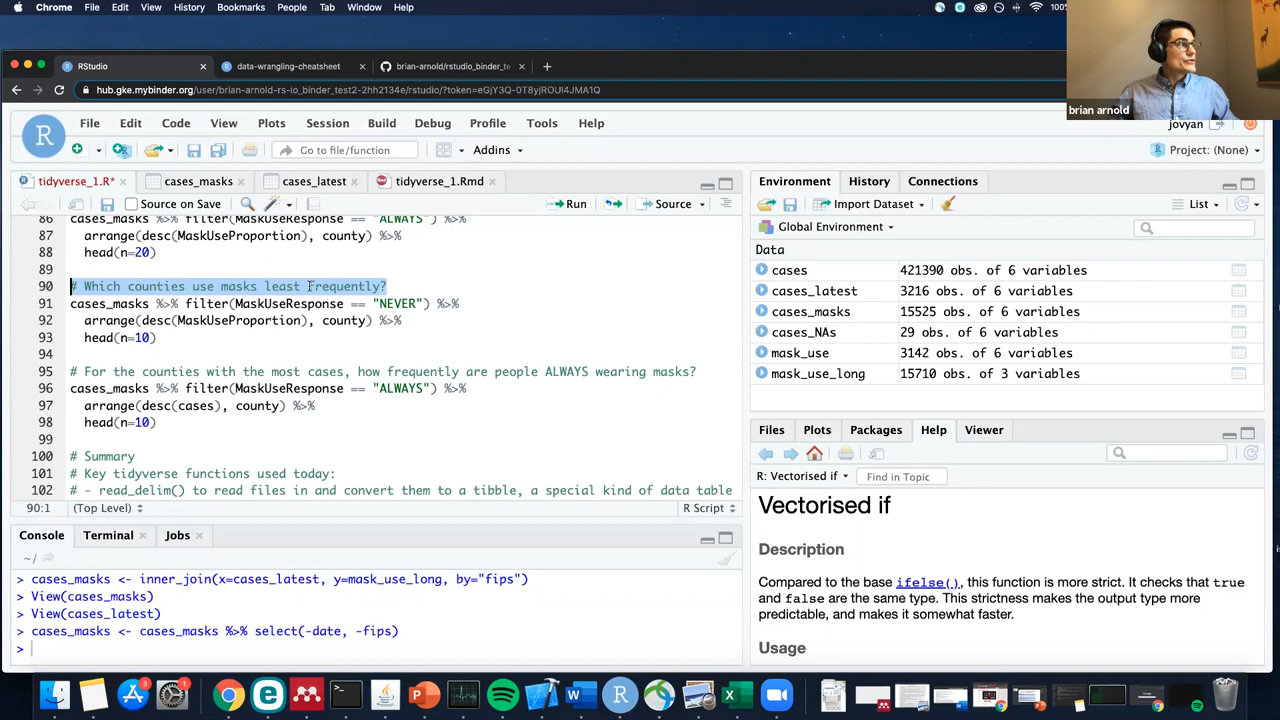 Chrome File Edit View History Bookmarks People Tab Window Help 100
RStudio × data-wrangling-cheatsheet × brian-arnold/rstudio_binder_te × +
hub.gke.mybinder.org/user/brian-arnold-rs-io_binder_test2-2hh2134e/rstudio/?token=eGjY3Q-0T8yjROUl4JMA1Q
brian arnold
R File Edit Code View Plots Session Build Debug Profile Tools Help jovyan
Go to file/function Addins Project: (None)
tidyverse_1.R* × cases_masks × cases_latest × tidyverse_1.Rmd ×
Source on Save Run Source
86 cases_masks %>% filter(MaskUseResponse == "ALWAYS") %>%
87 arrange(desc(MaskUseProportion), county) %>%
88 head(n=20)
89
90 # Which counties use masks least frequently?
91 cases_masks %>% filter(MaskUseResponse == "NEVER") %>%
92 arrange(desc(MaskUseProportion), county) %>%
93 head(n=10)
94
95 # For the counties with the most cases, how frequently are people ALWAYS wearing masks?
96 cases_masks %>% filter(MaskUseResponse == "ALWAYS") %>%
97 arrange(desc(cases), county) %>%
98 head(n=10)
99
100 # Summary
101 # Key tidyverse functions used today:
102 # - read_delim() to read files in and convert them to a tibble, a special kind of data table
90:1 (Top Level) R Script
Console Terminal × Jobs ×
~/
> cases_masks <- inner_join(x=cases_latest, y=mask_use_long, by="fips")
> View(cases_masks)
> View(cases_latest)
> cases_masks <- cases_masks %>% select(-date, -fips)
>
Environment History Connections
Import Dataset List
Global Environment
Data
cases 421390 obs. of 6 variables
cases_latest 3216 obs. of 6 variables
cases_masks 15525 obs. of 6 variables
cases_NAs 29 obs. of 6 variables
mask_use 3142 obs. of 6 variables
mask_use_long 15710 obs. of 3 variables
Files Plots Packages Help Viewer
R: Vectorised if Find in Topic
Vectorised if
Description
Compared to the base ifelse(), this function is more strict. It checks that true
and false are the same type. This strictness makes the output type more
predictable, and makes it somewhat faster.
Usage